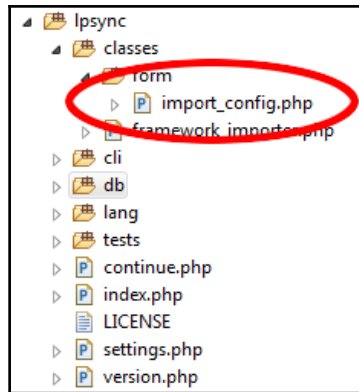 lpsync
classes
form
import_config.php
framework_importer.php
cli
db
lang
tests
continue.php
index.php
LICENSE
settings.php
version.php